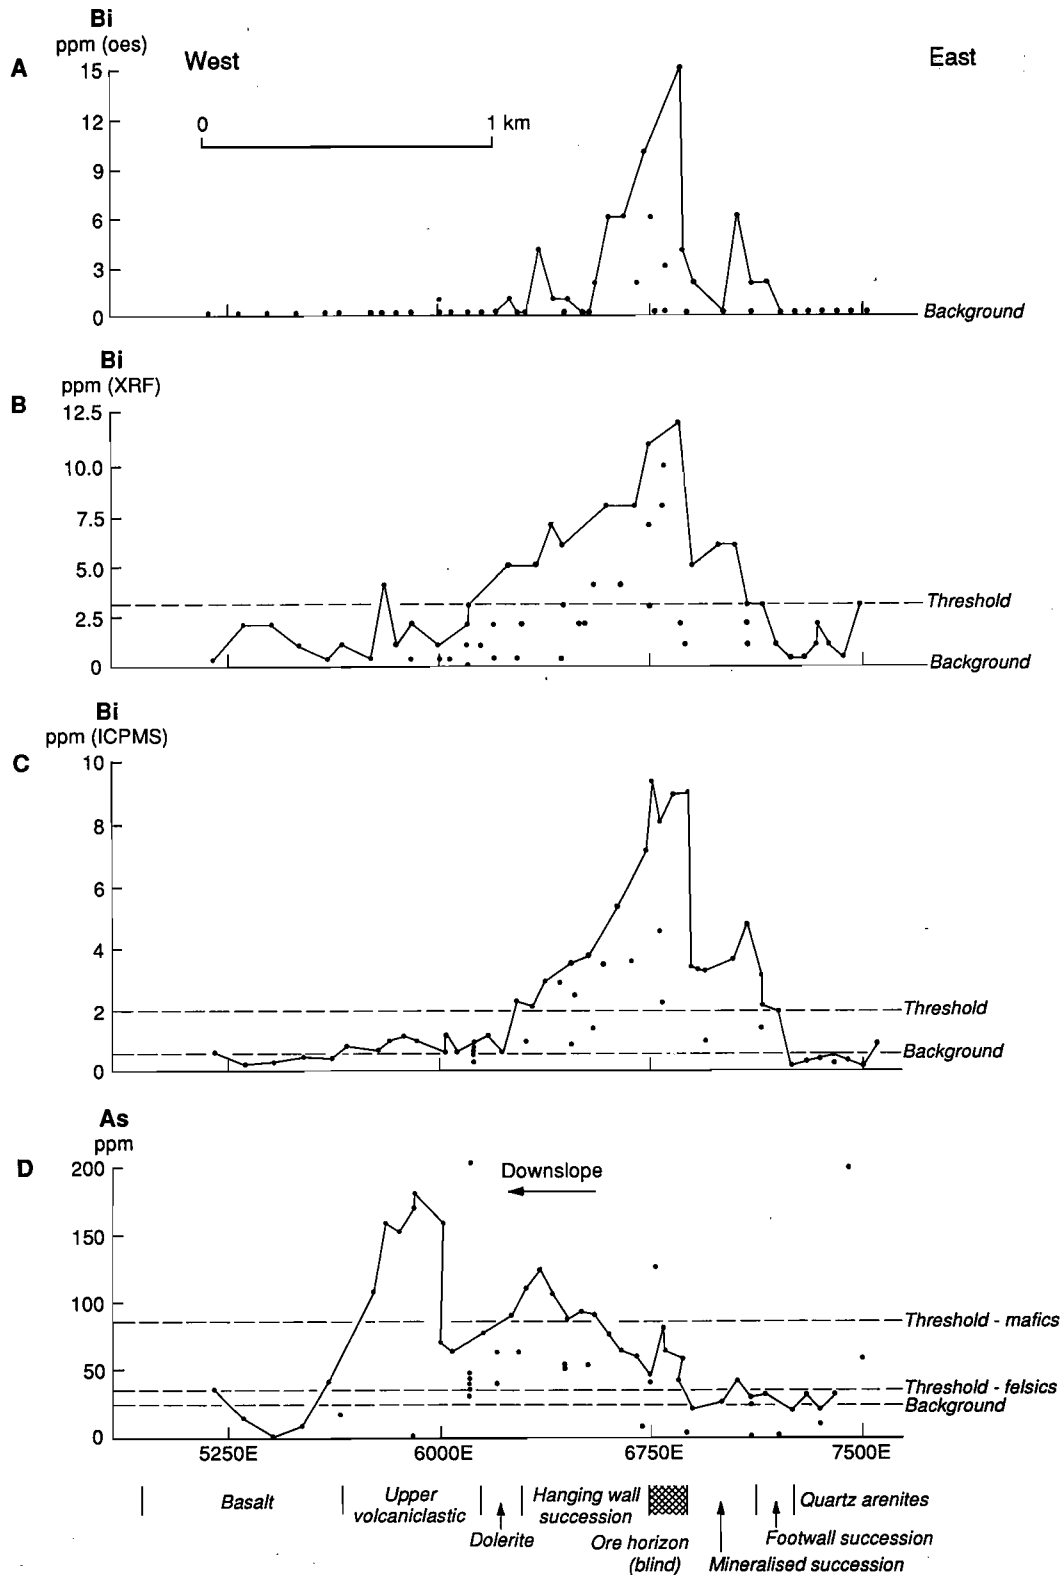 Bi
ppm (oes)
A
West
East
15
12
9
6
3
0
0
1 km
Background
Bi
ppm (XRF)
B
12.5
10.0
7.5
5.0
2.5
0
Threshold
Background
Bi
ppm (ICPMS)
C
10
8
6
4
2
0
Threshold
Background
As
ppm
D
200
150
100
50
0
Downslope
Threshold - mafics
Threshold - felsics
Background
5250E
6000E
6750E
7500E
Basalt
Upper
volcaniclastic
Dolerite
Hanging wall
succession
Ore horizon
(blind)
Quartz arenites
Footwall succession
Mineralised succession